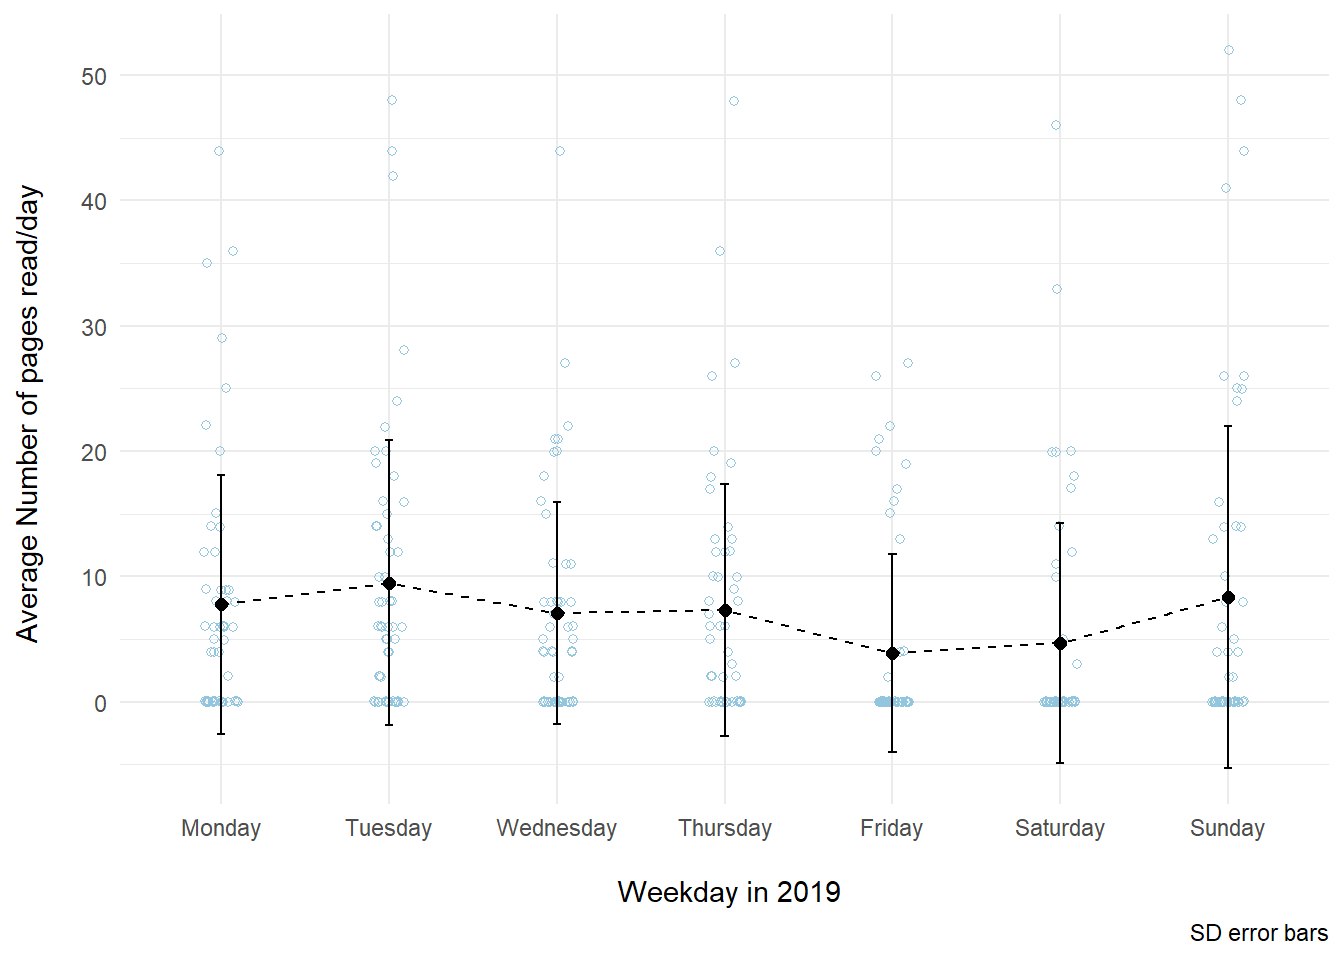 50
40
30
20
10
0
Average Number of pages read/day
Monday Tuesday Wednesday Thursday Friday Saturday Sunday
Weekday in 2019
SD error bars